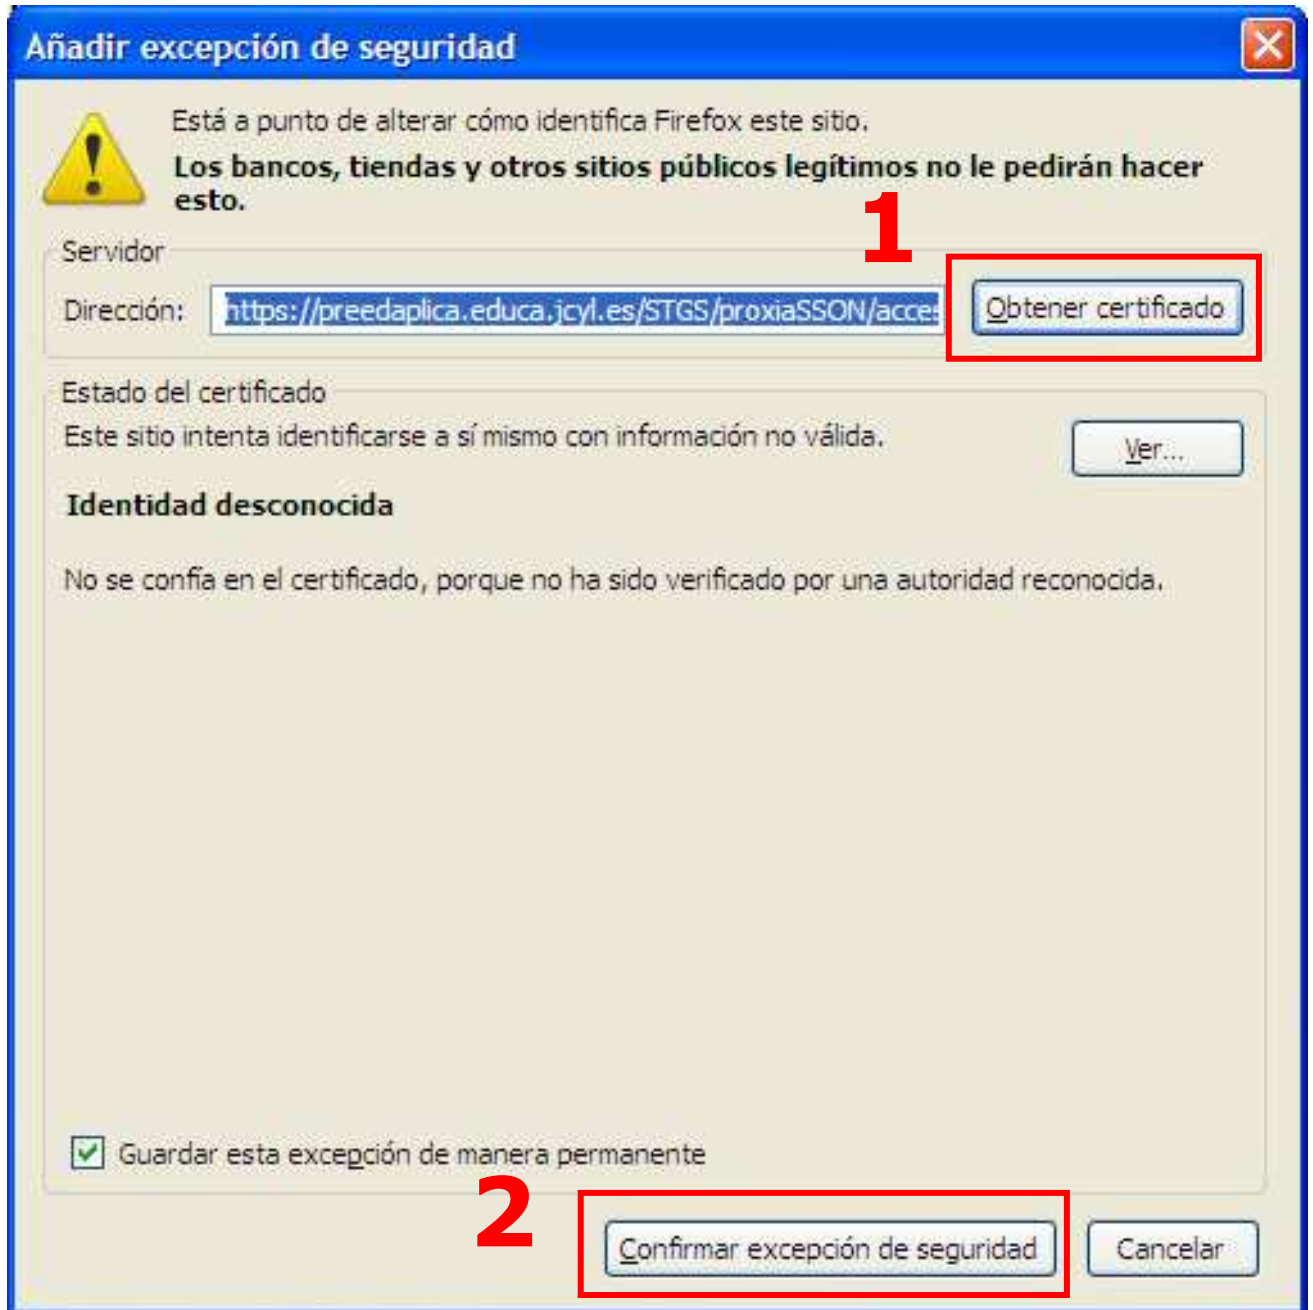 Añadir excepción de seguridad
Está a punto de alterar cómo identifica Firefox este sitio.
Los bancos, tiendas y otros sitios públicos legítimos no le pedirán hacer
esto.
1
Servidor
Dirección: https://preedaplica.educa.jcyl.es/STGS/proxiaSSON/acces Obtener certificado
Estado del certificado
Este sitio intenta identificarse a sí mismo con información no válida.
Ver...
Identidad desconocida
No se confía en el certificado, porque no ha sido verificado por una autoridad reconocida.
Guardar esta excepción de manera permanente
2
Confirmar excepción de seguridad Cancelar